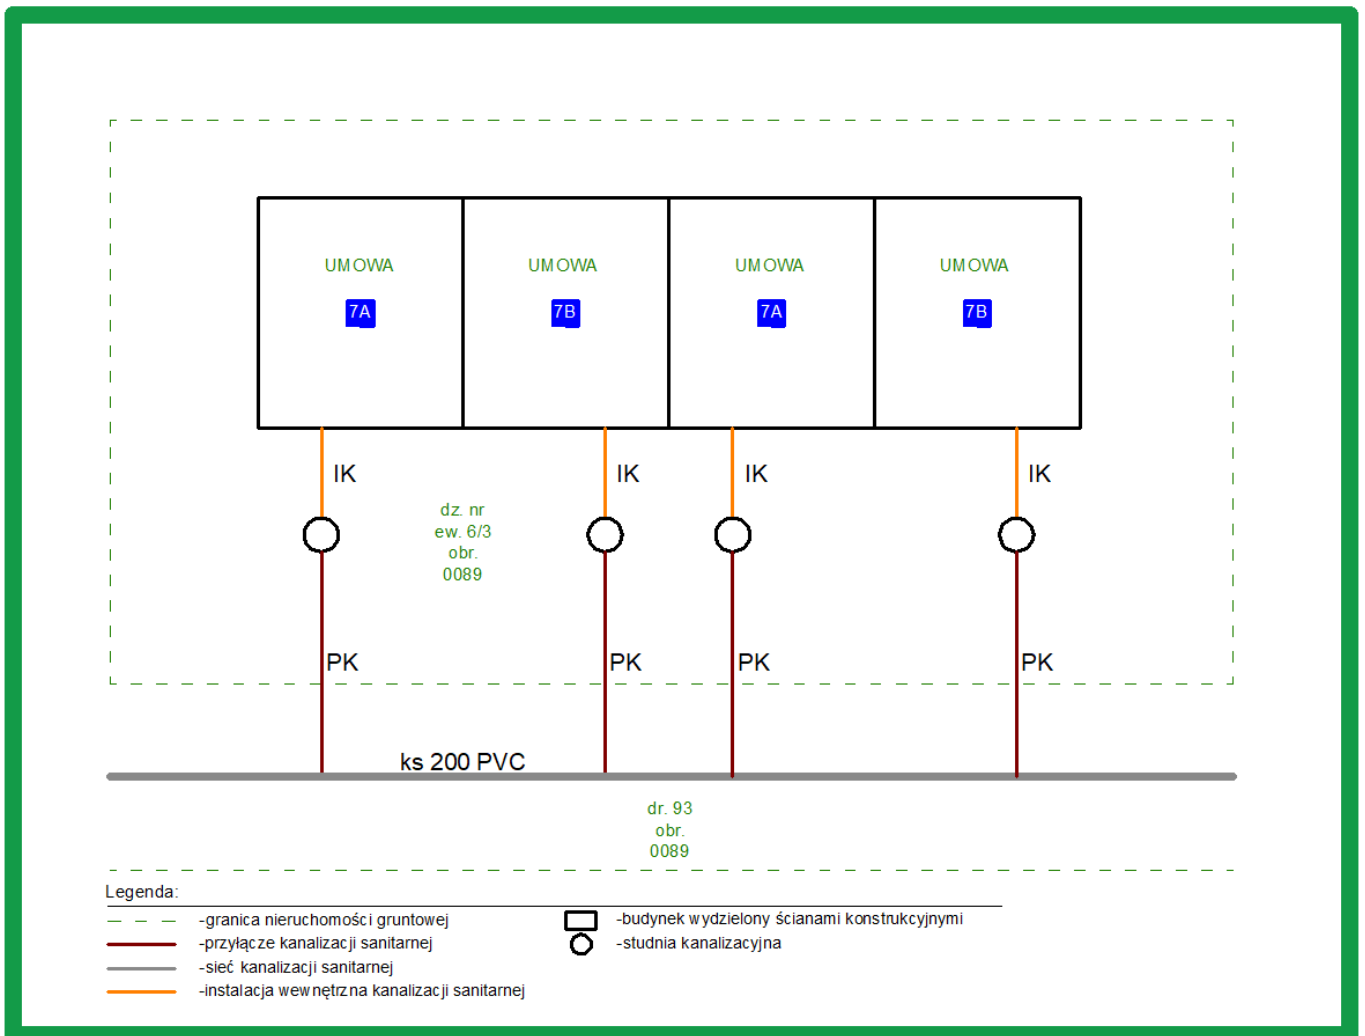 UMOWA UMOWA UMOWA UMOWA
7A 7B 7A 7B
IK IK IK IK
dz. nr
ew. 6/3
obr.
0089
PK PK PK PK
ks 200 PVC
dr. 93
obr.
0089
Legenda:
-granica nieruchomości gruntowej
-przyłącze kanalizacji sanitarnej
-sieć kanalizacji sanitarnej
-instalacja wewnętrzna kanalizacji sanitarnej
-budynek wydzielony ścianami konstrukcyjnymi
-studnia kanalizacyjna